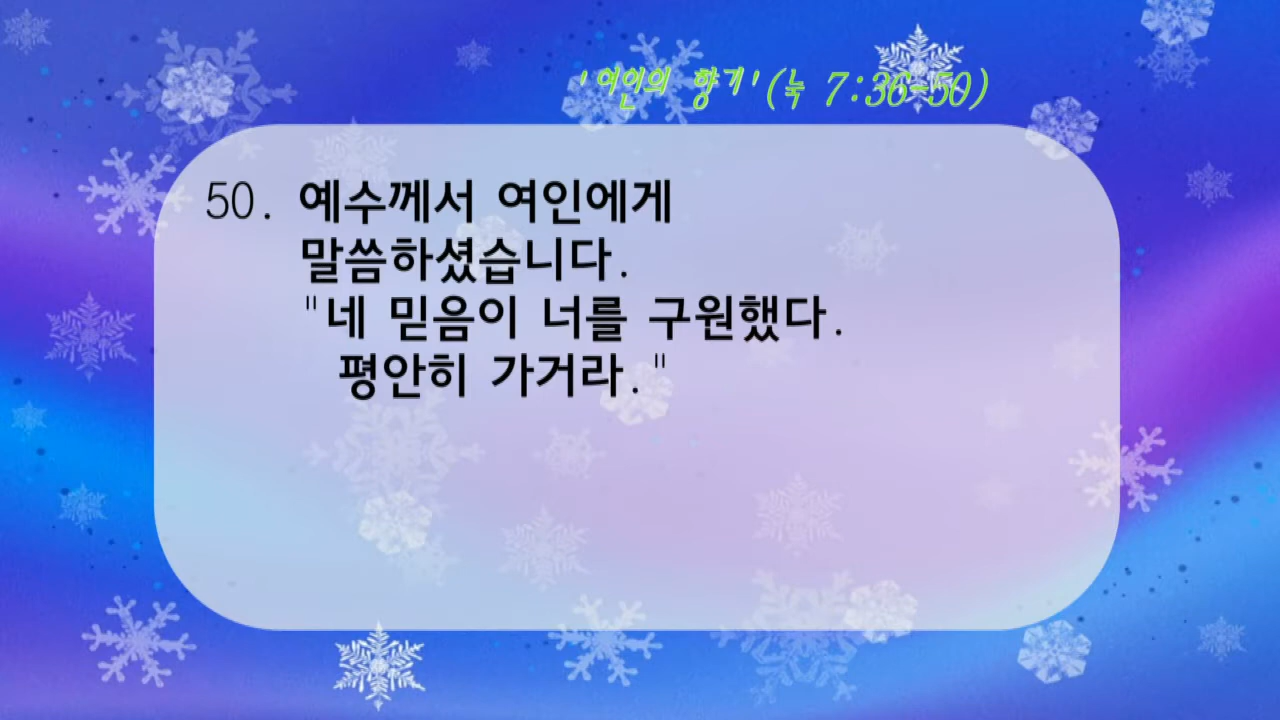 '여인의 향기'(눅 7:36-50)
50. 예수께서 여인에게
말씀하셨습니다.
"네 믿음이 너를 구원했다.
평안히 가거라."